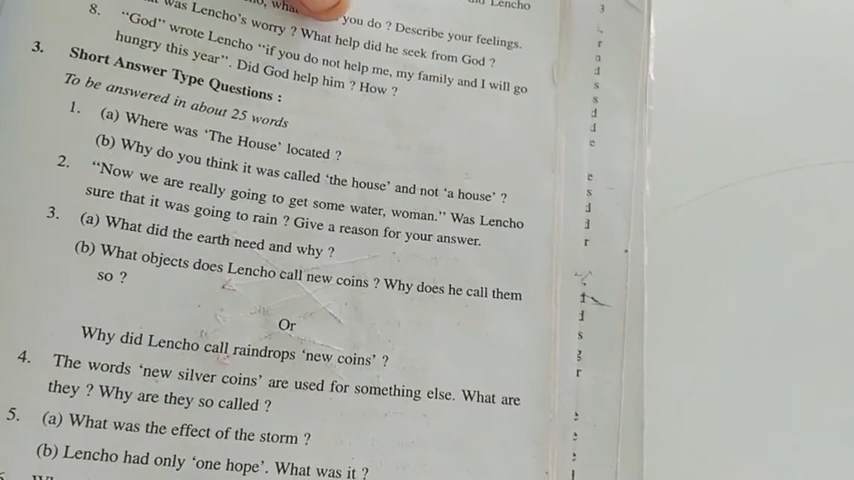 Lencho
was Lencho's worry ? What help did he seek from God ?
you do ? Describe your feelings.
8. "God" wrote Lencho "if you do not help me, my family and I will go
hungry this year". Did God help him ? How ?
3. Short Answer Type Questions :
To be answered in about 25 words
1. (a) Where was 'The House' located ?
(b) Why do you think it was called 'the house' and not 'a house' ?
2. "Now we are really going to get some water, woman." Was Lencho
sure that it was going to rain ? Give a reason for your answer.
3. (a) What did the earth need and why ?
(b) What objects does Lencho call new coins ? Why does he call them
so ?
Or
Why did Lencho call raindrops 'new coins' ?
4. The words 'new silver coins' are used for something else. What are
they ? Why are they so called ?
5. (a) What was the effect of the storm ?
(b) Lencho had only 'one hope'. What was it ?